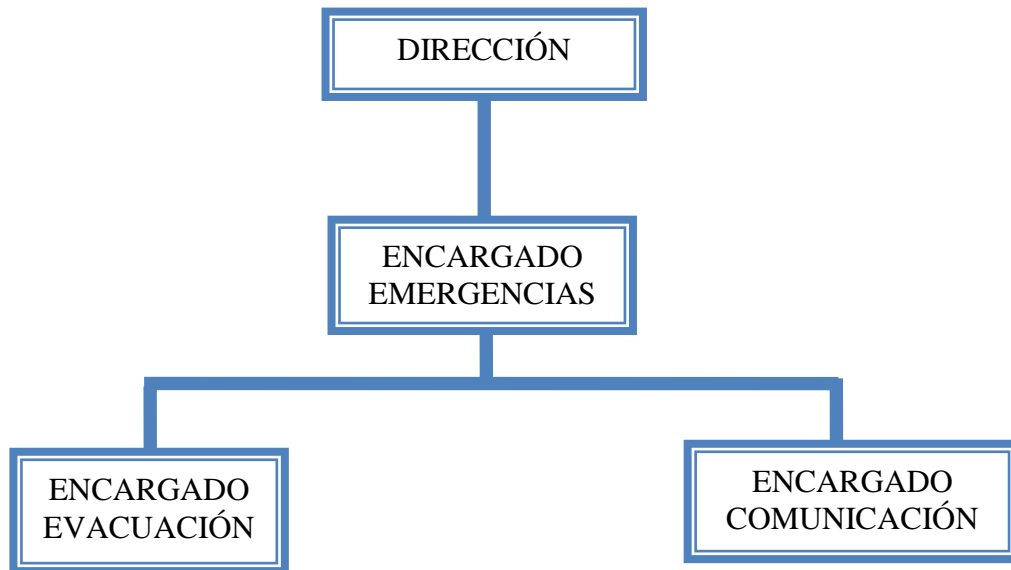 DIRECCIÓN
ENCARGADO
EMERGENCIAS
ENCARGADO
EVACUACIÓN
ENCARGADO
COMUNICACIÓN